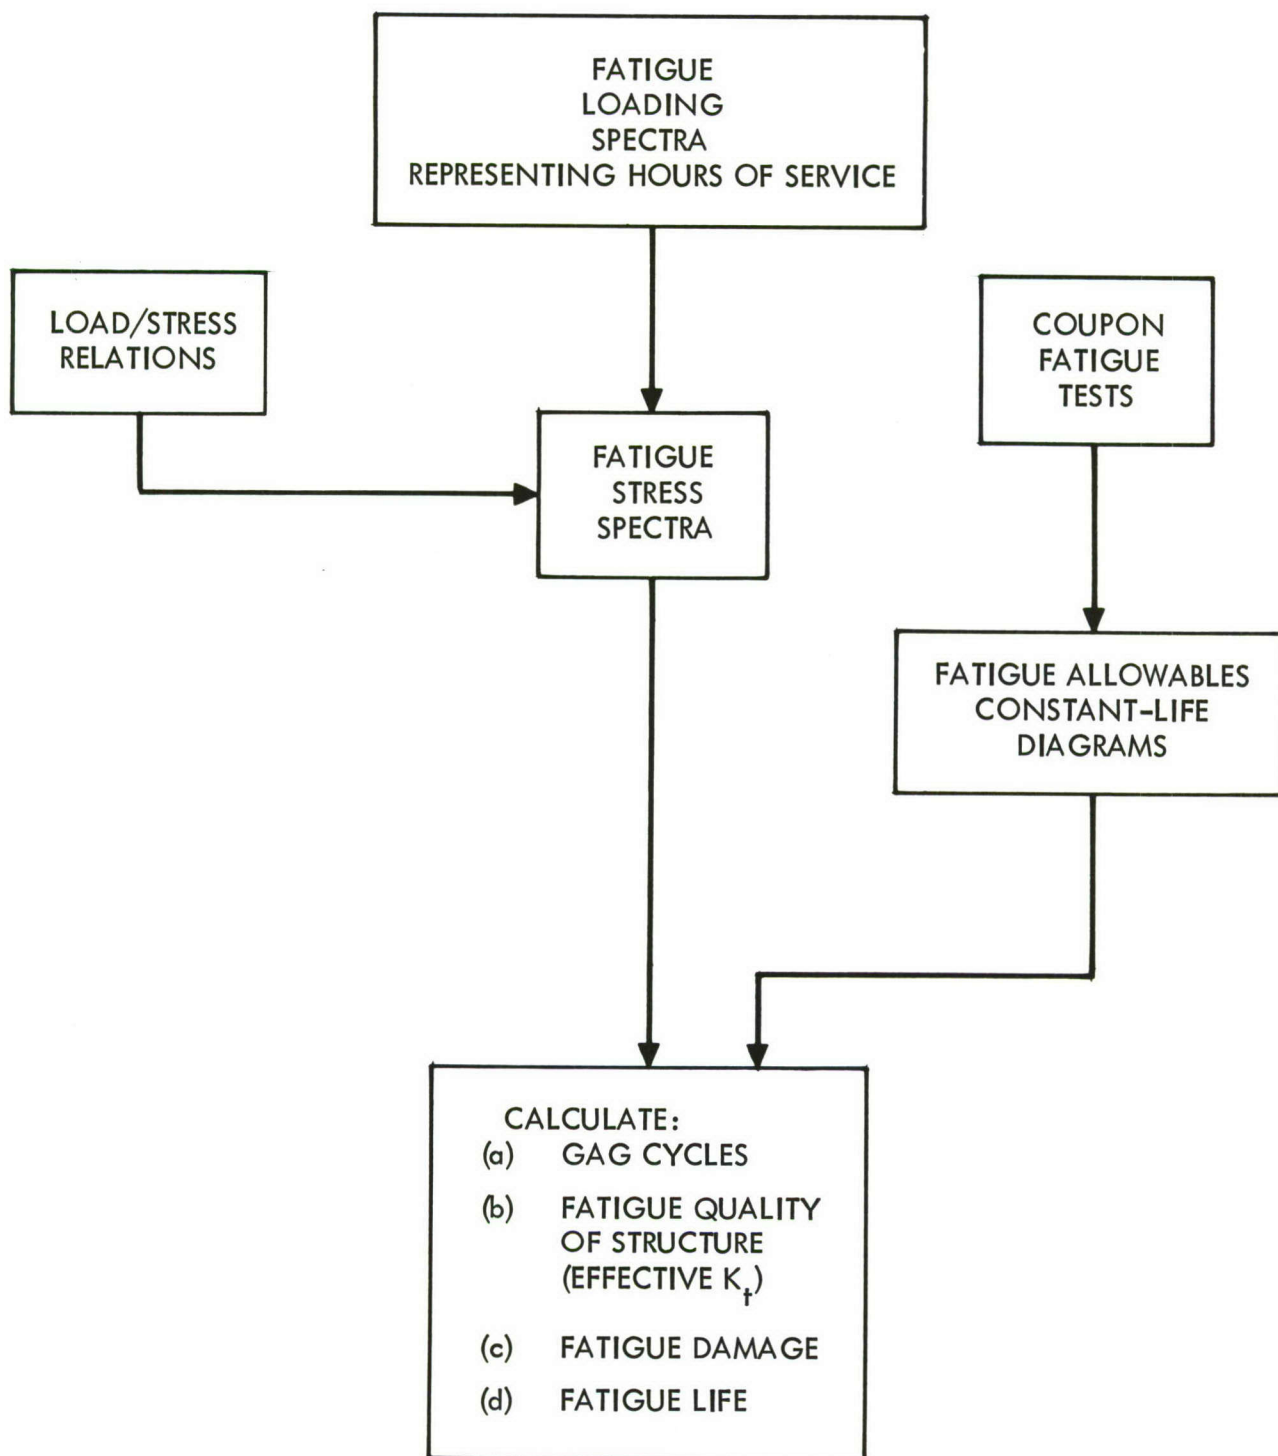 FATIGUE
LOADING
SPECTRA
REPRESENTING HOURS OF SERVICE
LOAD/STRESS
RELATIONS
COUPON
FATIGUE
TESTS
FATIGUE
STRESS
SPECTRA
FATIGUE ALLOWABLES
CONSTANT-LIFE
DIAGRAMS
CALCULATE:
(a) GAG CYCLES
(b) FATIGUE QUALITY
OF STRUCTURE
(EFFECTIVE Kt)
(c) FATIGUE DAMAGE
(d) FATIGUE LIFE